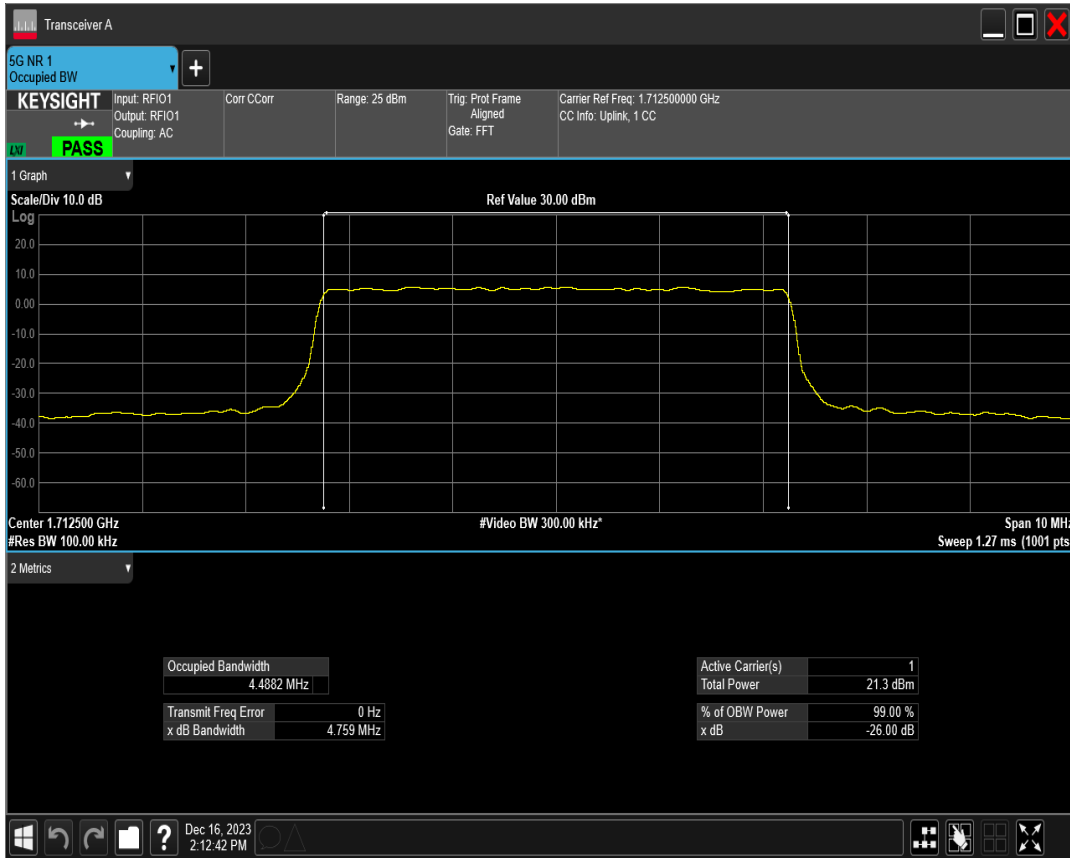 Transceiver A
5G NR 1
Occupied BW
KEYSIGHT
Input: RFIO1
Output: RFIO1
Coupling: AC
Corr CCorr
Range: 25 dBm
Trig: Prot Frame
Aligned
Gate: FFT
Carrier Ref Freq: 1.712500000 GHz
CC Info: Uplink, 1 CC
LXI
PASS
1 Graph
Scale/Div 10.0 dB
Ref Value 30.00 dBm
Log
20.0
10.0
0.00
-10.0
-20.0
-30.0
-40.0
-50.0
-60.0
Center 1.712500 GHz
#Video BW 300.00 kHz*
Span 10 MHz
#Res BW 100.00 kHz
Sweep 1.27 ms (1001 pts
2 Metrics
Occupied Bandwidth
4.4882 MHz
Transmit Freq Error 0 Hz
x dB Bandwidth 4.759 MHz
Active Carrier(s) 1
Total Power 21.3 dBm
% of OBW Power 99.00 %
x dB -26.00 dB
Dec 16, 2023
2:12:42 PM